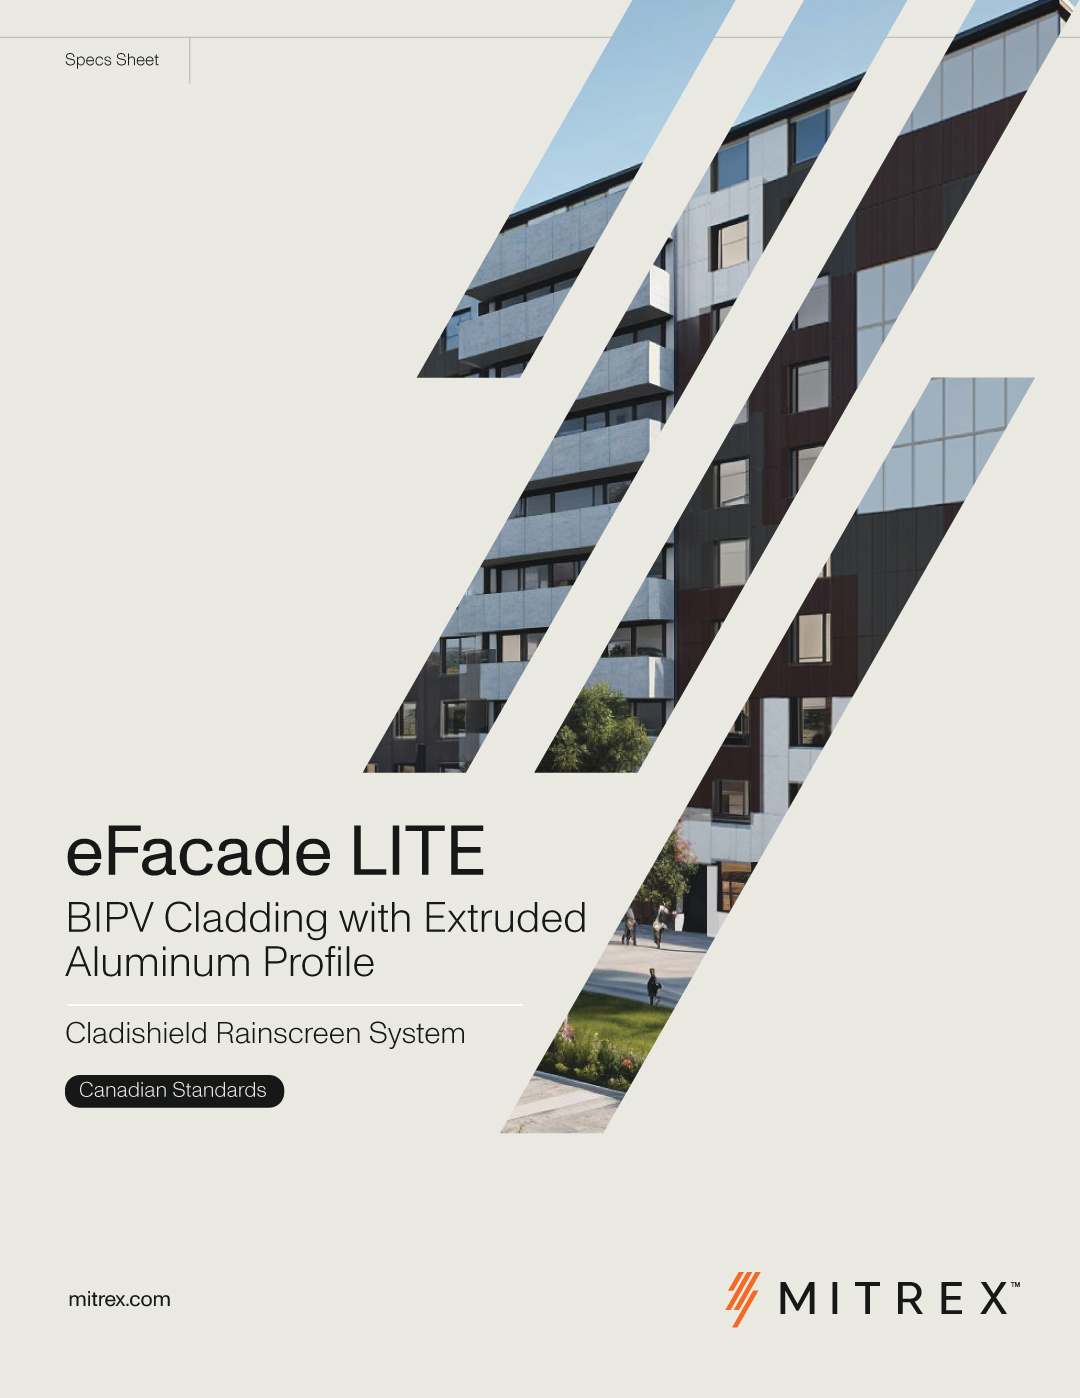 Specs Sheet
eFacade LITE
BIPV Cladding with Extruded
Aluminum Profile
Cladishield Rainscreen System
Canadian Standards
mitrex.com
MITREX™